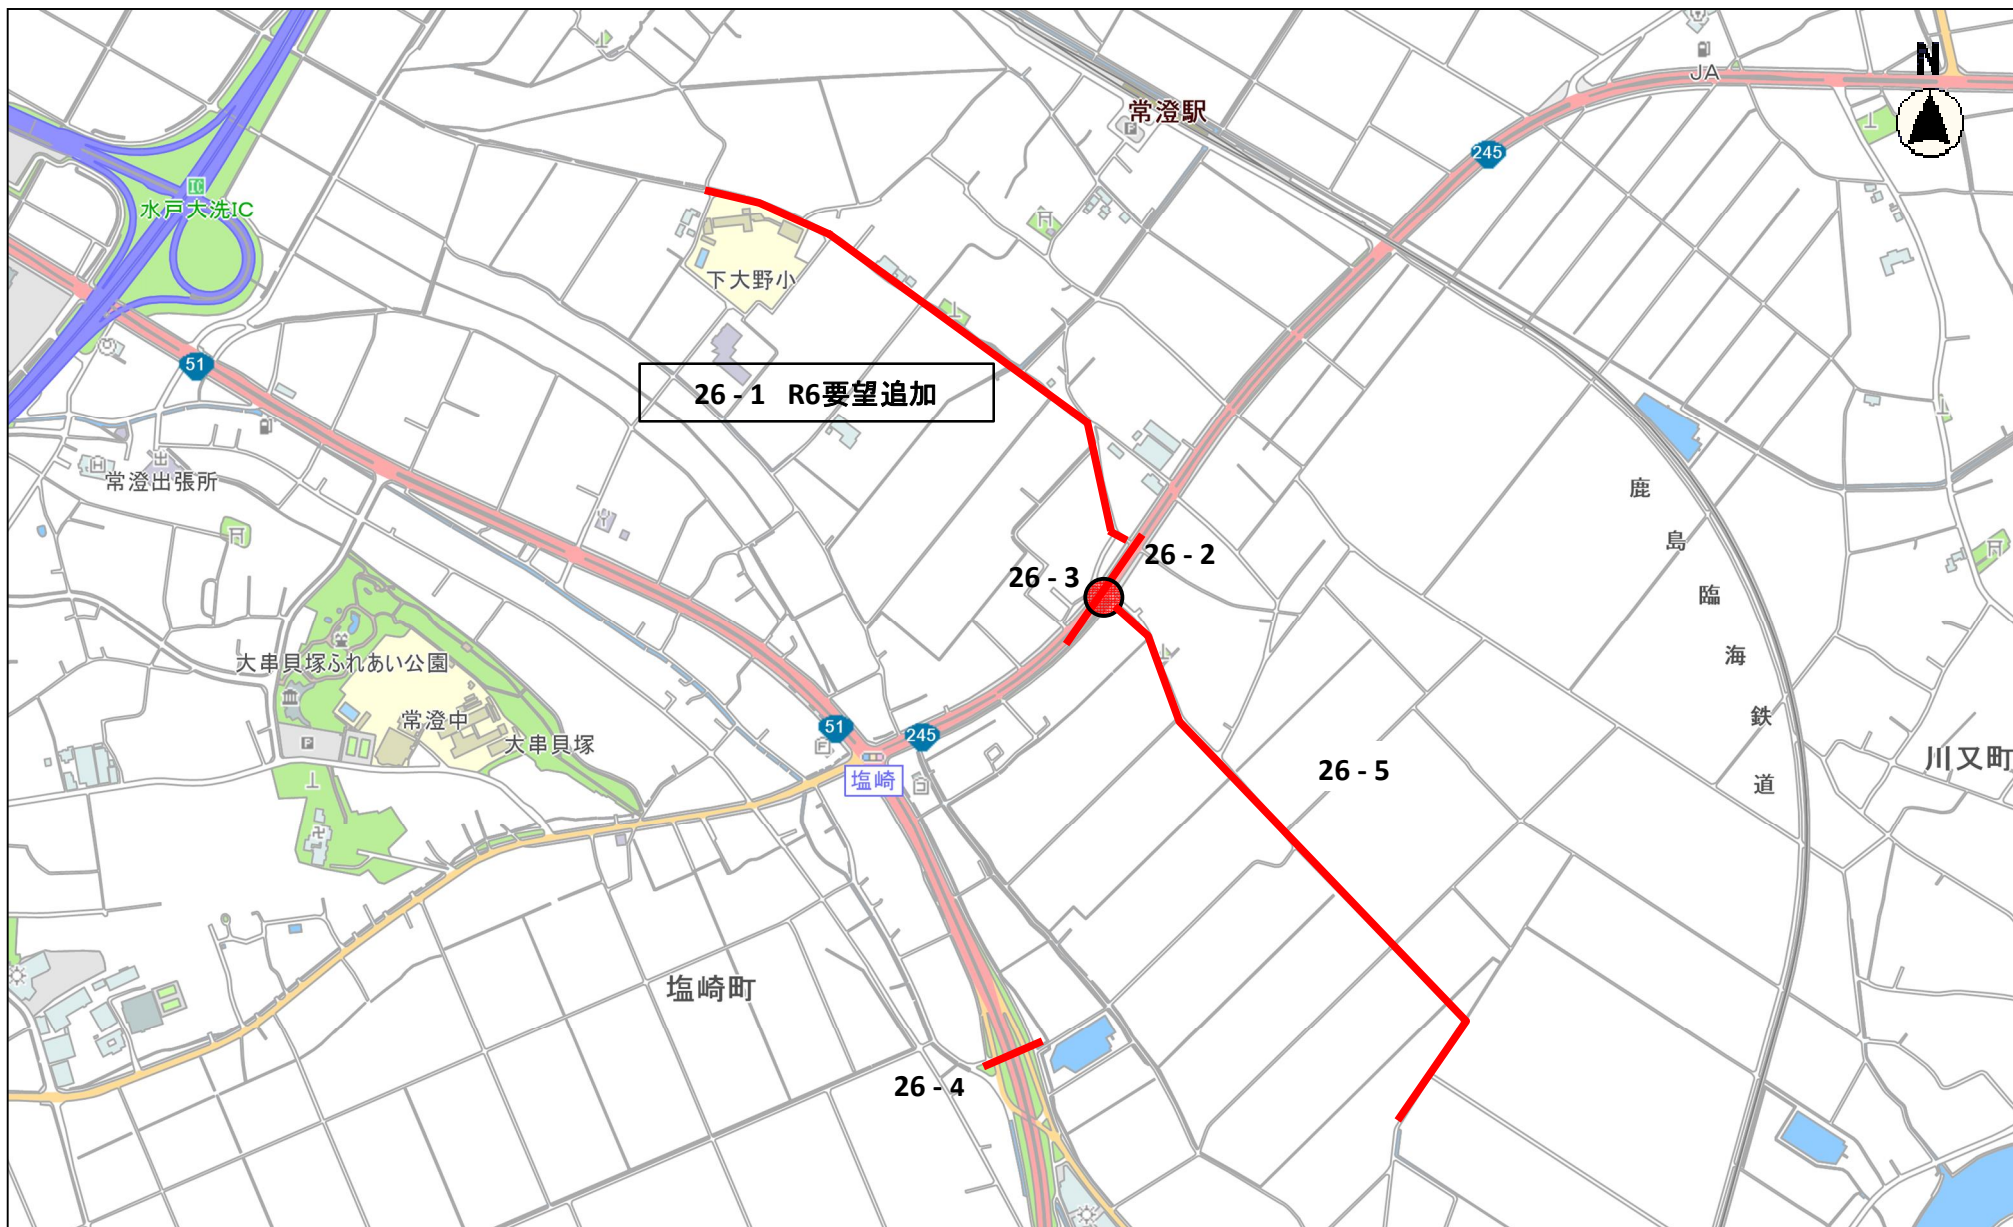 N
JA
常澄駅
245
IC
水戸大洗IC
下大野小
51
26 - 1 R6要望追加
常澄出張所
鹿島臨海鉄道
26 - 2
26 - 3
大串貝塚ふれあい公園
常澄中
大串貝塚
51
245
塩崎
川又町
26 - 5
塩崎町
26 - 4
P
P